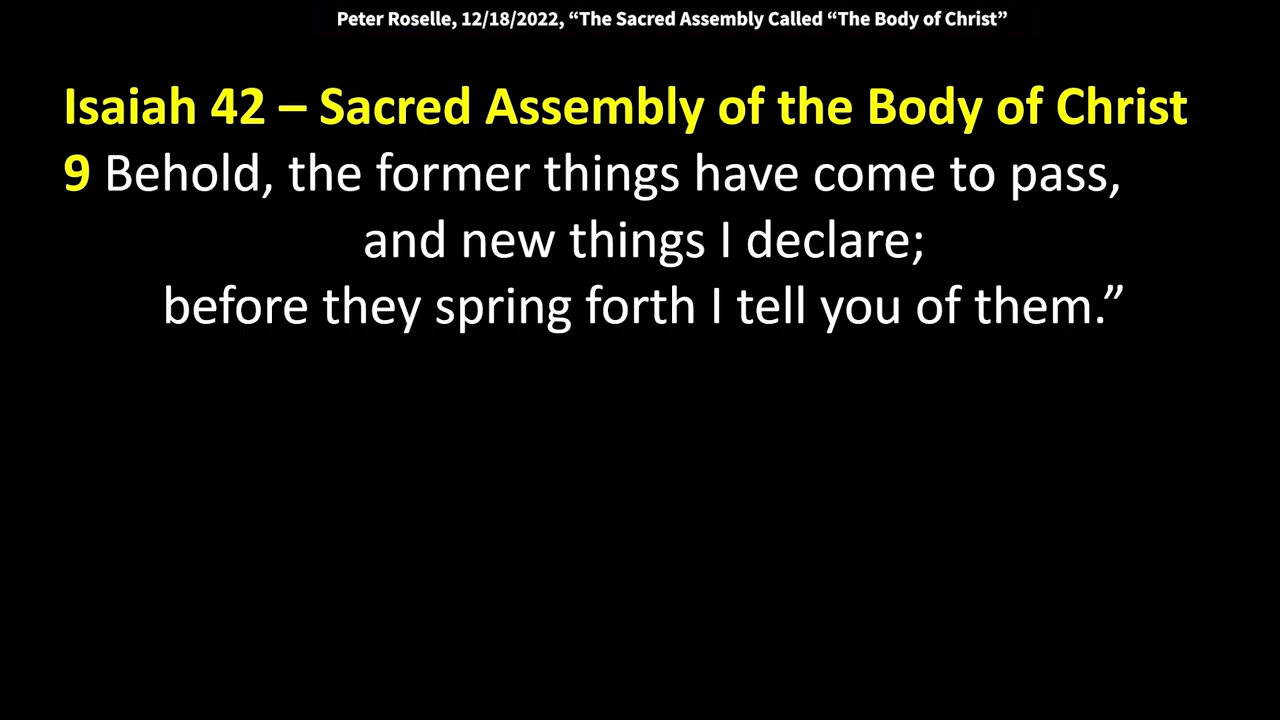 Peter Roselle, 12/18/2022, “The Sacred Assembly Called “The Body of Christ”
Isaiah 42 – Sacred Assembly of the Body of Christ
9 Behold, the former things have come to pass,
and new things I declare;
before they spring forth I tell you of them.”